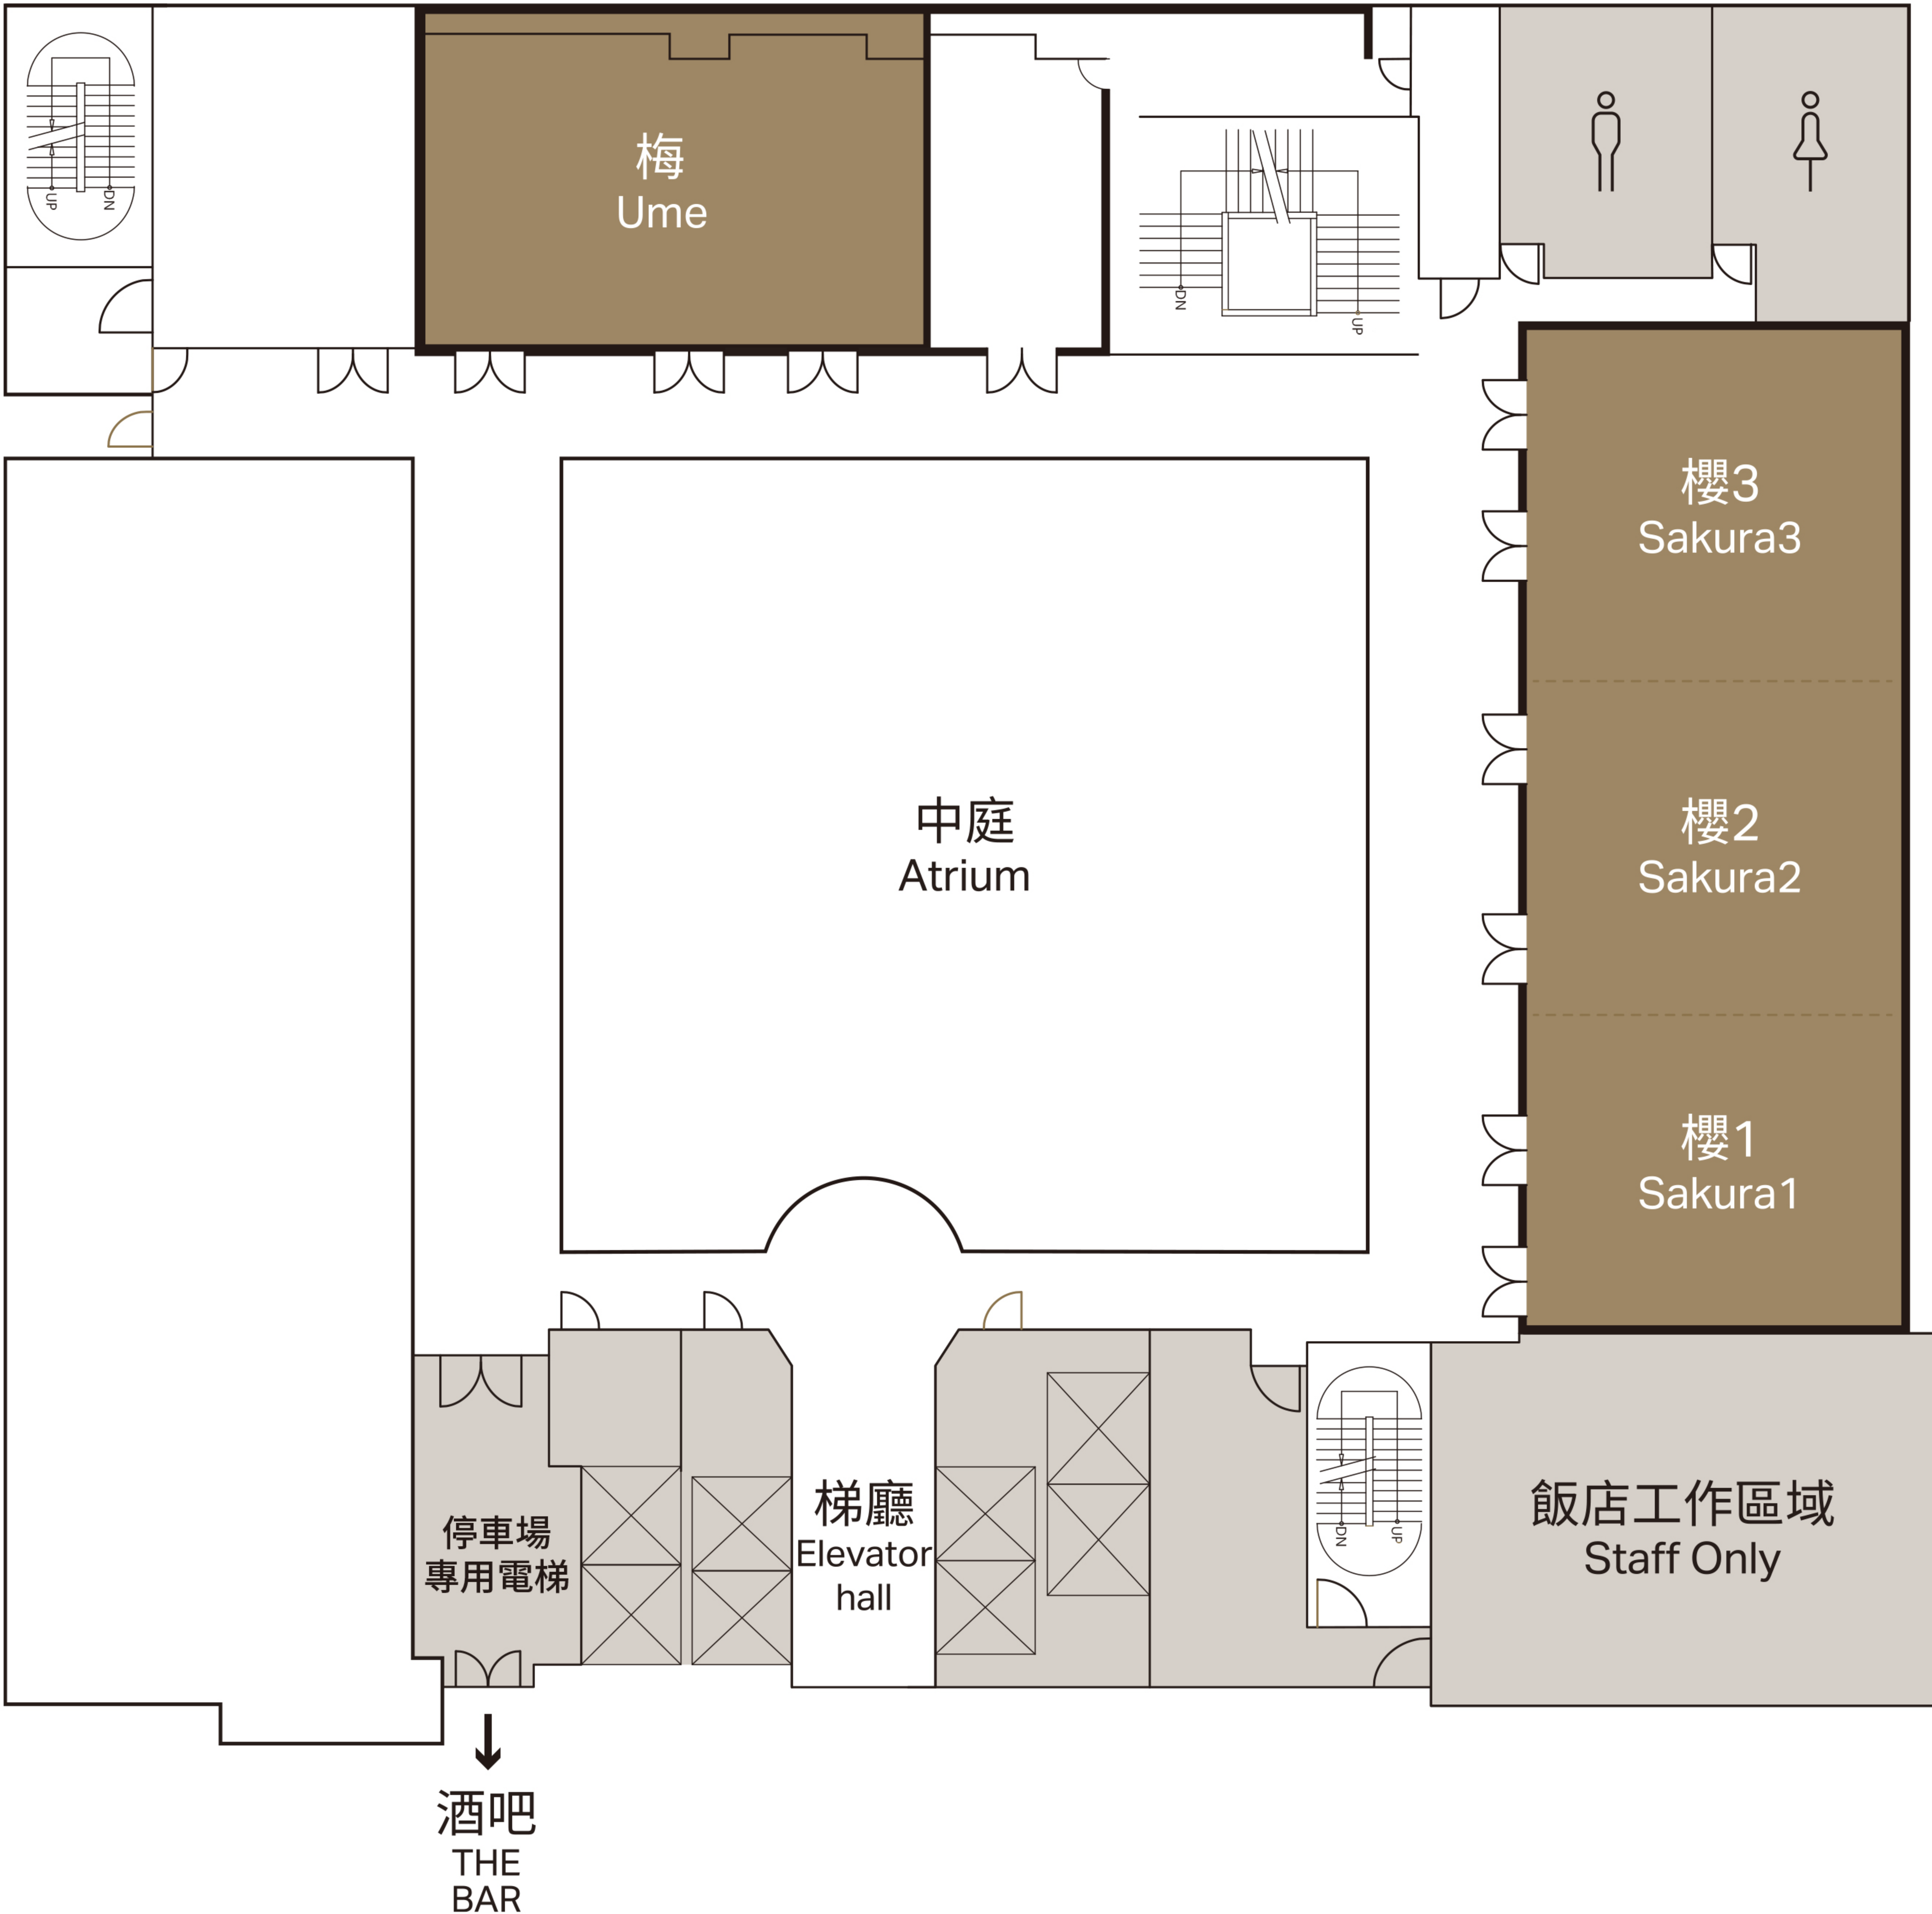 UP
DN
梅
Ume
DN
UP
櫻3
Sakura3
櫻2
Sakura2
中庭
Atrium
櫻1
Sakura1
停車場
專用電梯
電梯廳
Elevator
hall
DN
UP
飯店工作區域
Staff Only
酒吧
THE
BAR